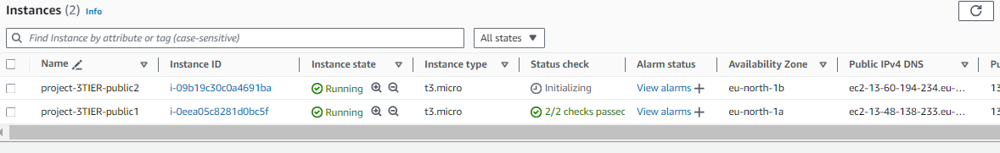 Instances (2) Info
Find Instance by attribute or tag (case-sensitive) All states
Name Instance ID Instance state Instance type Status check Alarm status Availability Zone Public IPv4 DNS Pu
project-3TIER-public2 i-09b19c30c0a4691ba Running t3.micro Initializing View alarms + eu-north-1b ec2-13-60-194-234.eu-... 13
project-3TIER-public1 i-0eea05c8281d0bc5f Running t3.micro 2/2 checks passed View alarms + eu-north-1a ec2-13-48-138-233.eu-... 13